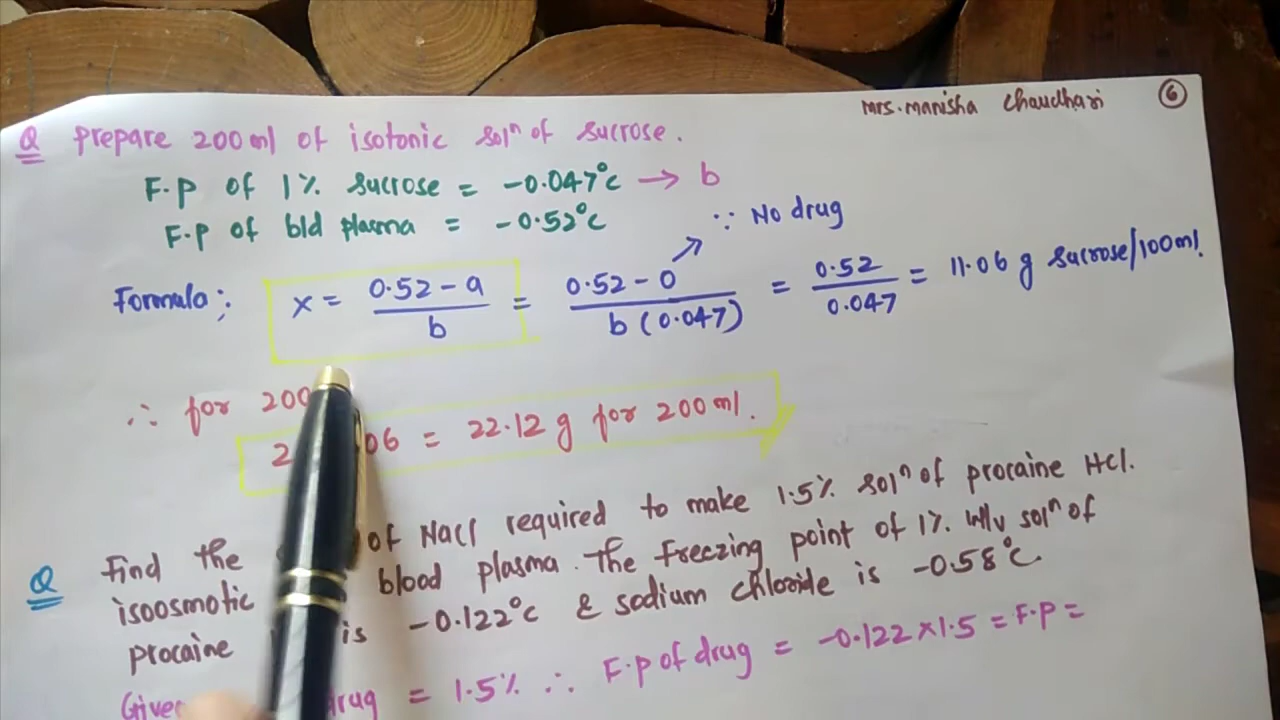 Mrs. Manisha Chaudhari 6
Q Prepare 200 ml of isotonic solⁿ of sucrose.
F.p of 1% sucrose = -0.047°c → b
F.p of bld plasma = -0.52°c
∵ No drug
Formula: x = 0.52 - a / b = 0.52 - 0 / b (0.047) = 0.52 / 0.047 = 11.06 g sucrose/100ml
∴ for 200
2 06 = 22.12 g for 200 ml.
Q Find the of Nacl required to make 1.5% solⁿ of procaine Hcl.
isoosmotic blood plasma. The freezing point of 1% w/v solⁿ of
procaine is -0.122°c & sodium chloride is -0.58°c
drug = 1.5% ∴ F.p of drug = -0.122 x 1.5 = F.p =